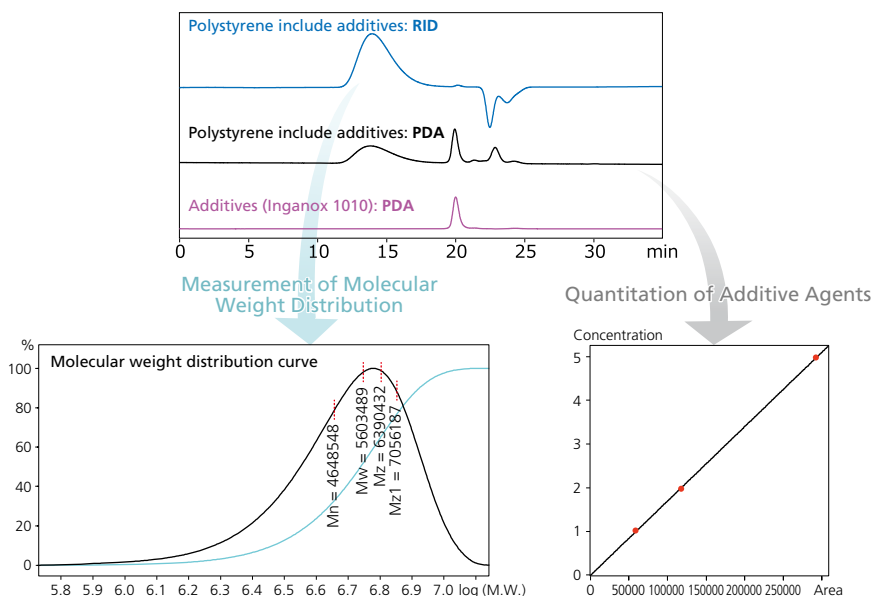 Polystyrene include additives: RID
Polystyrene include additives: PDA
Additives (Inganox 1010): PDA
0 5 10 15 20 25 30 min
Measurement of Molecular
Weight Distribution
Quantitation of Additive Agents
%
Molecular weight distribution curve
100
80
60
40
20
0
Mn = 4648548
Mw = 5603489
Mz = 6390432
Mz1 = 7056187
5.8 5.9 6.0 6.1 6.2 6.3 6.4 6.5 6.6 6.7 6.8 6.9 7.0 log (M.W.)
Concentration
5
4
3
2
1
0
0 50000 100000 150000 200000 250000 Area